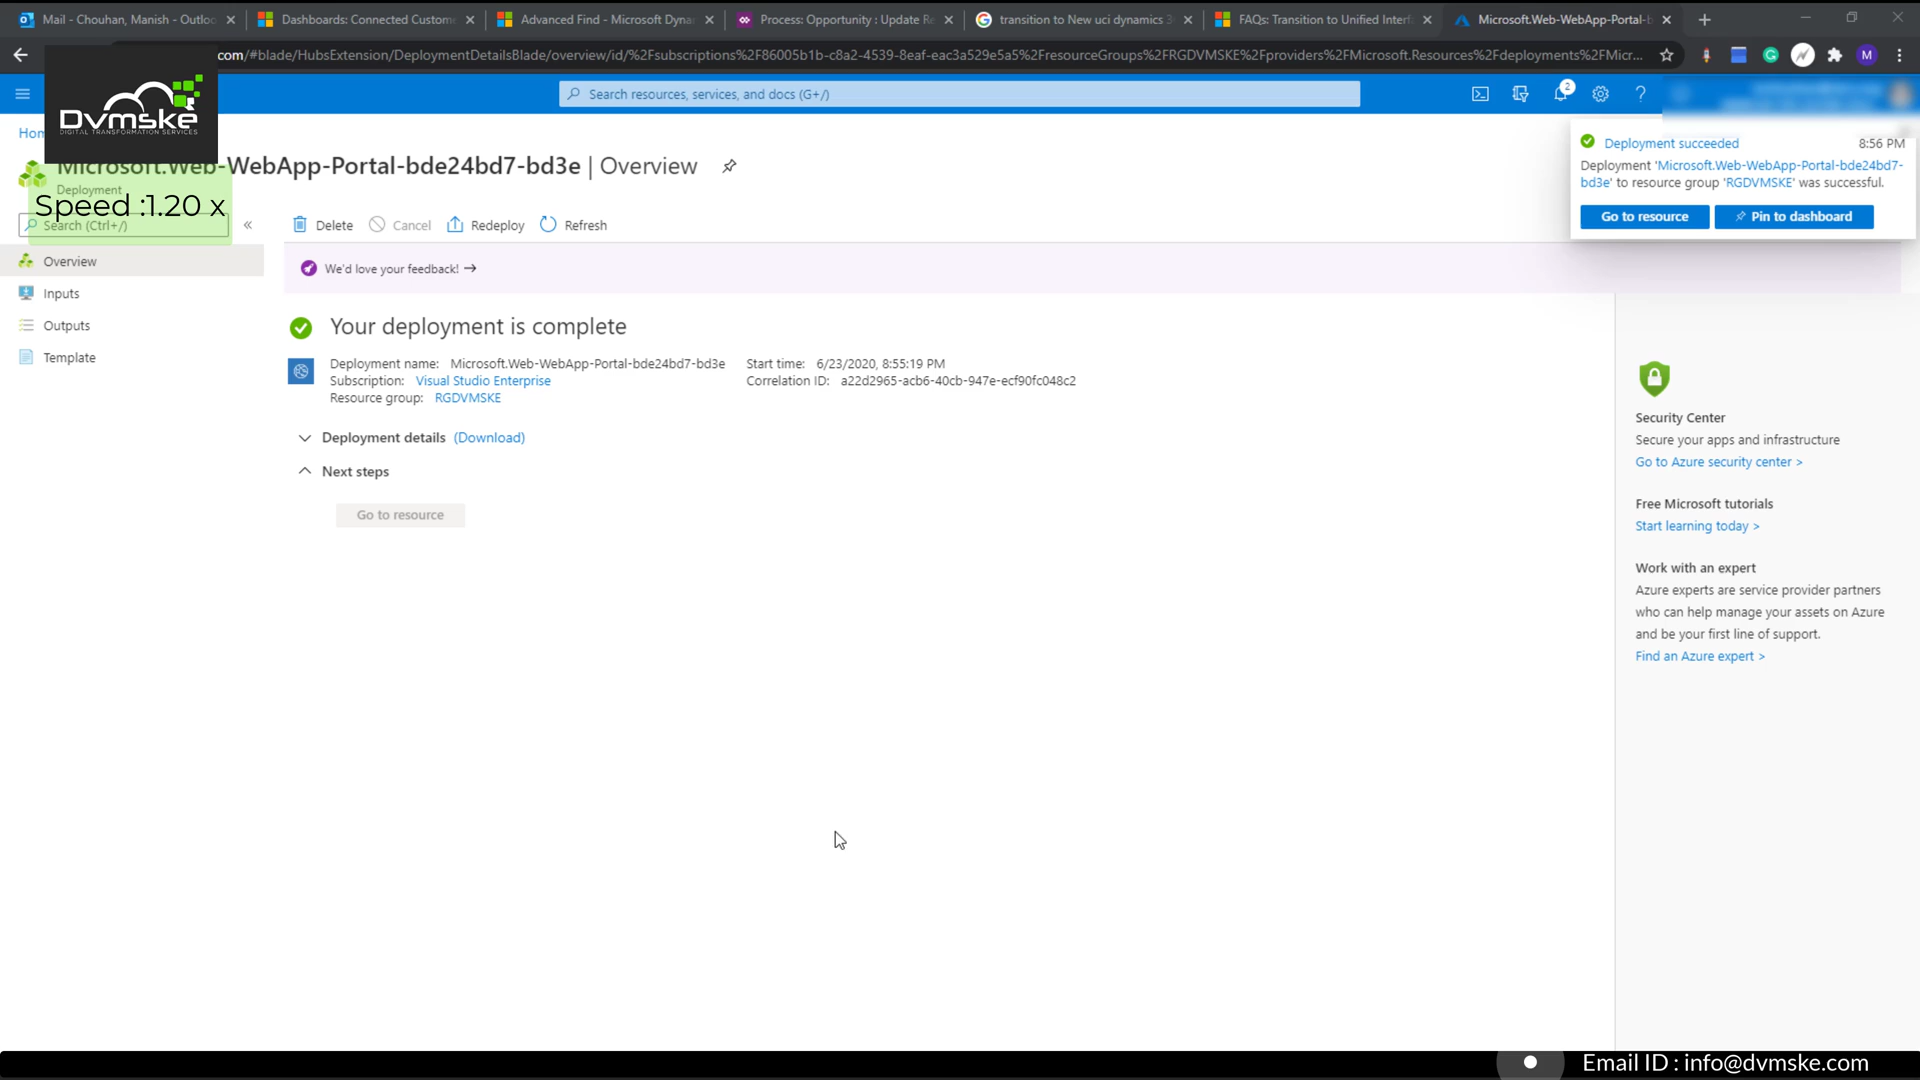 Mail - Chouhan, Manish - Outlo
Dashboards: Connected Custome
Advanced Find - Microsoft Dyna
Process: Opportunity : Update Re
transition to New uci dynamics 3
FAQs: Transition to Unified Interf
Microsoft.Web-WebApp-Portal-b
com/#blade/HubsExtension/DeploymentDetailsBlade/overview/id/%2Fsubscriptions%2F86005b1b-c8a2-4539-8eaf-eac3a529e5a5%2FresourceGroups%2FRGDVMSKE%2Fproviders%2FMicrosoft.Resources%2Fdeployments%2FMicr...
M
Dvmske
DIGITAL TRANSFORMATION SERVICES
Search resources, services, and docs (G+/)
2
Hom
Microsoft.Web-WebApp-Portal-bde24bd7-bd3e | Overview
Deployment
Speed :1.20 x
Search (Ctrl+/)
Overview
Inputs
Outputs
Template
Delete
Cancel
Redeploy
Refresh
We'd love your feedback! →
Your deployment is complete
Deployment name: Microsoft.Web-WebApp-Portal-bde24bd7-bd3e
Subscription: Visual Studio Enterprise
Resource group: RGDVMSKE
Start time: 6/23/2020, 8:55:19 PM
Correlation ID: a22d2965-acb6-40cb-947e-ecf90fc048c2
Deployment details (Download)
Next steps
Go to resource
Deployment succeeded 8:56 PM
Deployment 'Microsoft.Web-WebApp-Portal-bde24bd7-
bd3e' to resource group 'RGDVMSKE' was successful.
Go to resource
Pin to dashboard
Security Center
Secure your apps and infrastructure
Go to Azure security center >
Free Microsoft tutorials
Start learning today >
Work with an expert
Azure experts are service provider partners
who can help manage your assets on Azure
and be your first line of support.
Find an Azure expert >
Email ID : info@dvmske.com